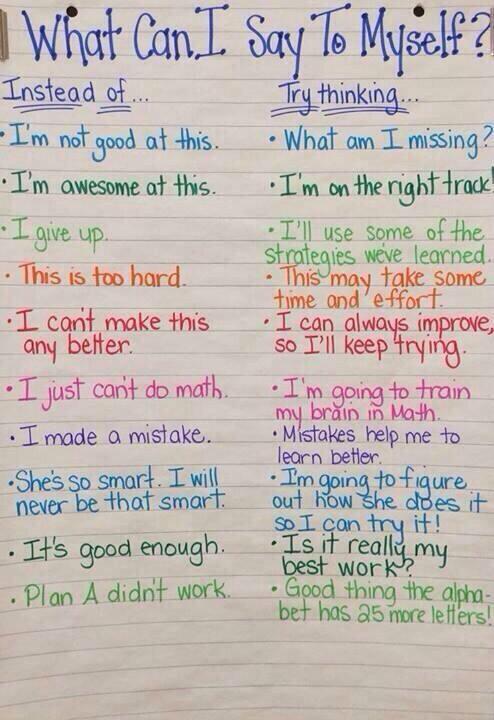 What Can I Say To Myself?
Instead of...
Try thinking...
• I'm not good at this.
• What am I missing?
• I'm awesome at this.
• I'm on the right track!
• I give up.
• I'll use some of the
strategies we've learned.
• This is too hard.
• This may take some
time and effort.
• I can't make this
any better.
• I can always improve,
so I'll keep trying.
• I just can't do math.
• I'm going to train
my brain in Math.
• I made a mistake.
• Mistakes help me to
learn better.
• She's so smart. I will
never be that smart.
• I'm going to figure
out how she does it
so I can try it!
• It's good enough.
• Is it really my
best work?
• Plan A didn't work.
• Good thing the alpha-
bet has 25 more letters!